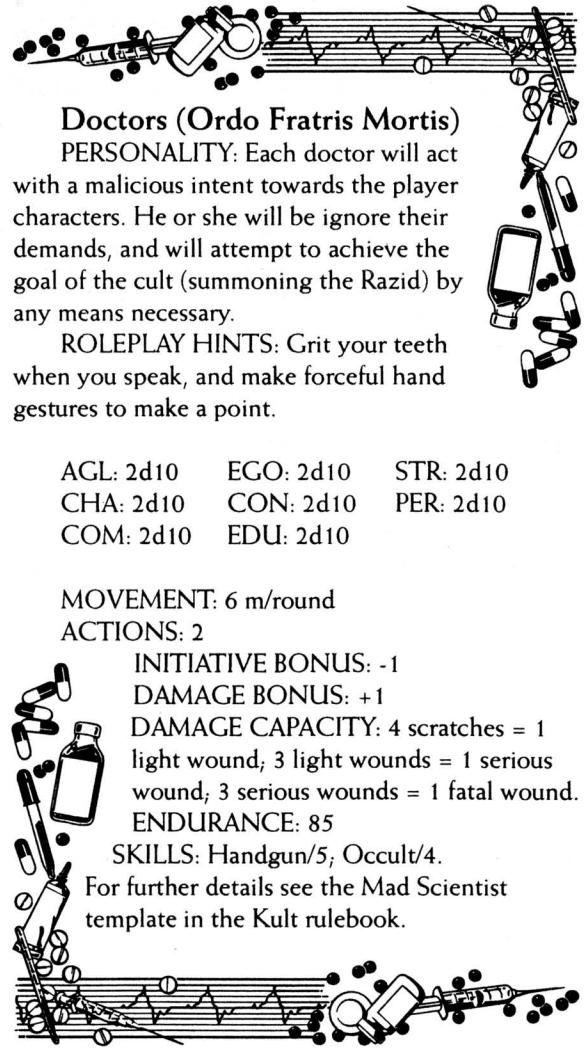 Doctors (Ordo Fratris Mortis)
PERSONALITY: Each doctor will act
with a malicious intent towards the player
characters. He or she will be ignore their
demands, and will attempt to achieve the
goal of the cult (summoning the Razid) by
any means necessary.
ROLEPLAY HINTS: Grit your teeth
when you speak, and make forceful hand
gestures to make a point.
AGL: 2d10 EGO: 2d10 STR: 2d10
CHA: 2d10 CON: 2d10 PER: 2d10
COM: 2d10 EDU: 2d10
MOVEMENT: 6 m/round
ACTIONS: 2
INITIATIVE BONUS: -1
DAMAGE BONUS: +1
DAMAGE CAPACITY: 4 scratches = 1
light wound; 3 light wounds = 1 serious
wound; 3 serious wounds = 1 fatal wound.
ENDURANCE: 85
SKILLS: Handgun/5; Occult/4.
For further details see the Mad Scientist
template in the Kult rulebook.